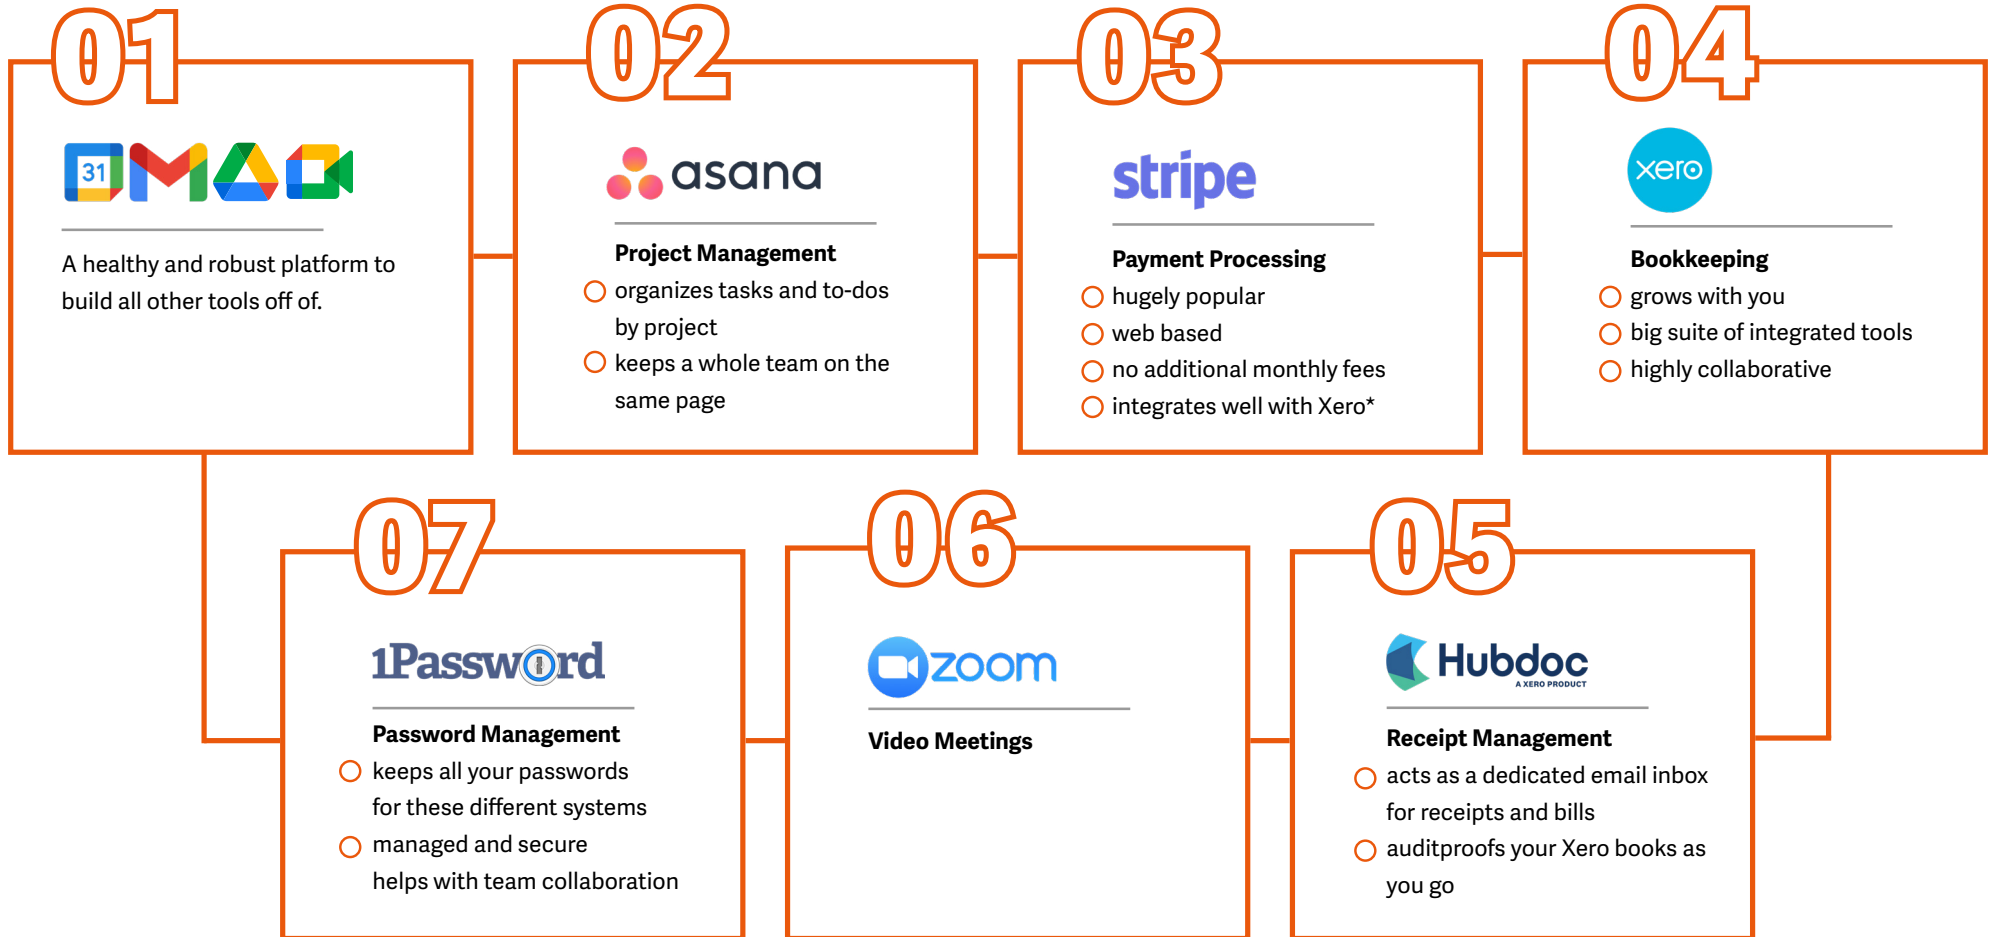 01
31
A healthy and robust platform to
build all other tools off of.
02
asana
Project Management
organizes tasks and to-dos
by project
keeps a whole team on the
same page
03
stripe
Payment Processing
hugely popular
web based
no additional monthly fees
integrates well with Xero*
04
xero
Bookkeeping
grows with you
big suite of integrated tools
highly collaborative
07
1Password
Password Management
keeps all your passwords
for these different systems
managed and secure
helps with team collaboration
06
zoom
Video Meetings
05
Hubdoc
A XERO PRODUCT
Receipt Management
acts as a dedicated email inbox
for receipts and bills
auditproofs your Xero books as
you go